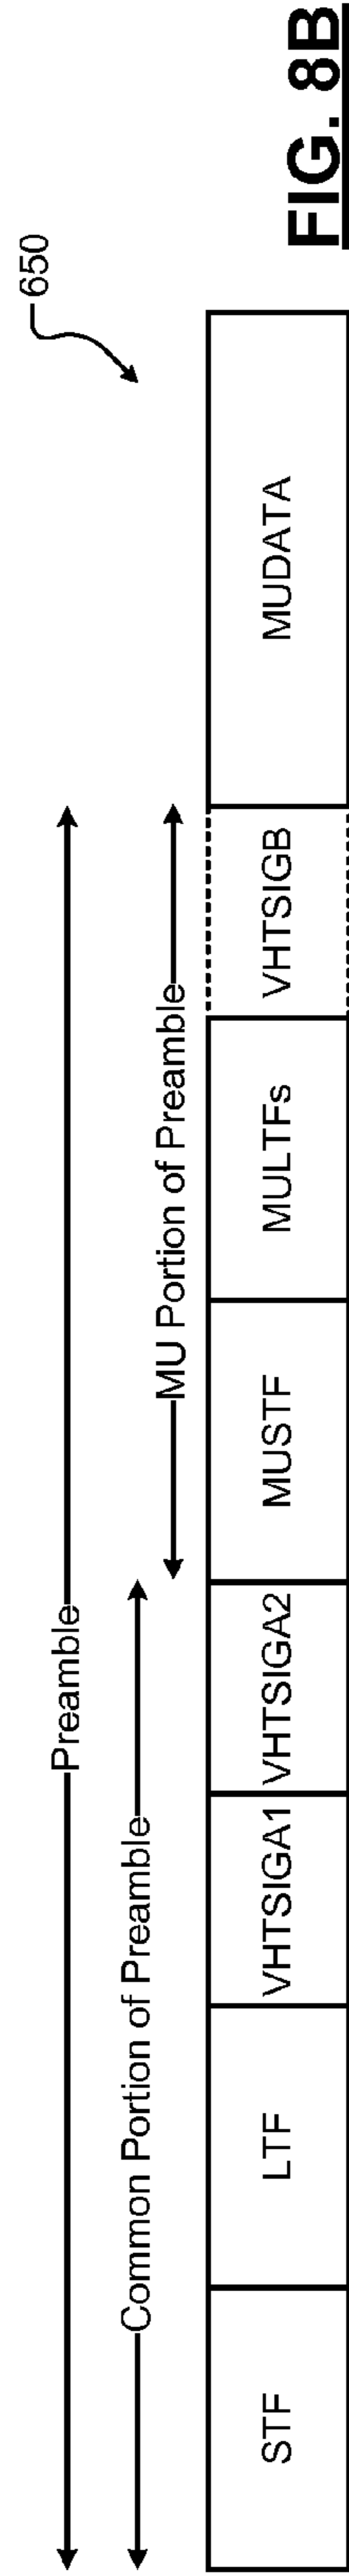 650
Preamble
Common Portion of Preamble
MU Portion of Preamble
STF LTF VHTSIGA1 VHTSIGA2 MUSTF MULTFs VHTSIGB MUDATA
FIG. 8B